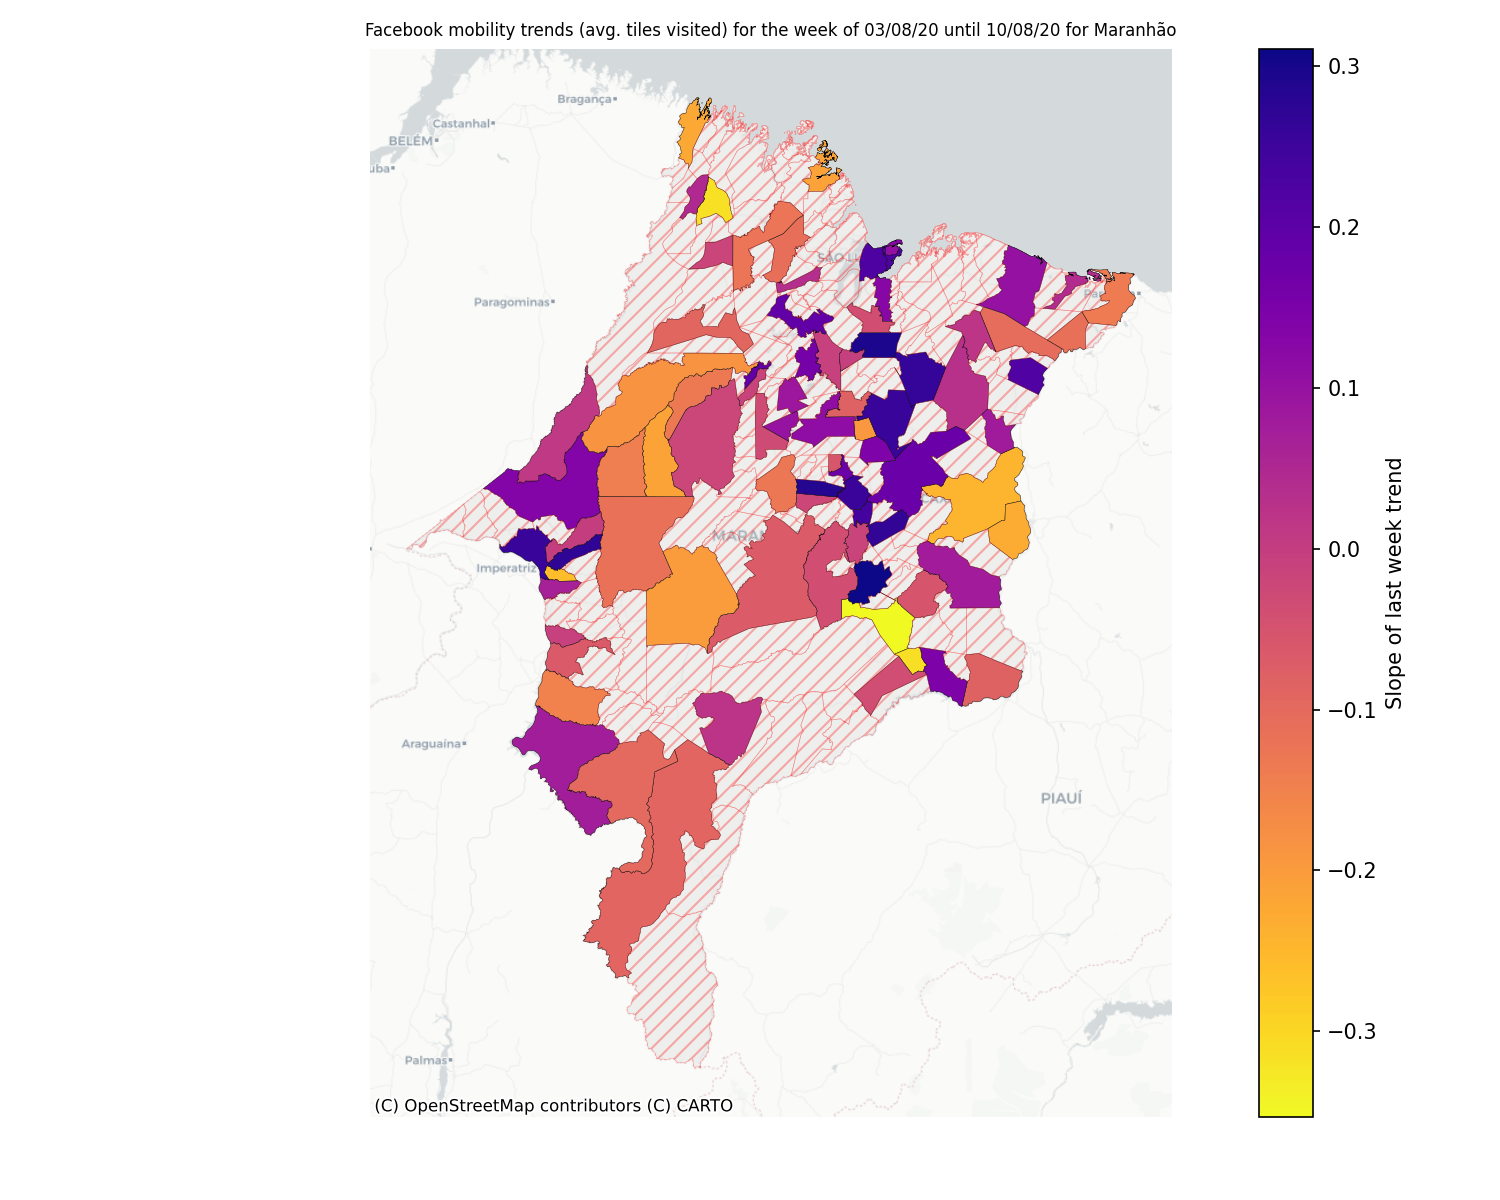 Facebook mobility trends (avg. tiles visited) for the week of 03/08/20 until 10/08/20 for Maranhão
Bragança
Castanhal
BELÉM
uba
SÃO L
Paragominas
Pa
MARAN
Imperatriz
Araguaína
PIAUÍ
Palmas
(C) OpenStreetMap contributors (C) CARTO
0.3
0.2
0.1
0.0
−0.1
−0.2
−0.3
Slope of last week trend